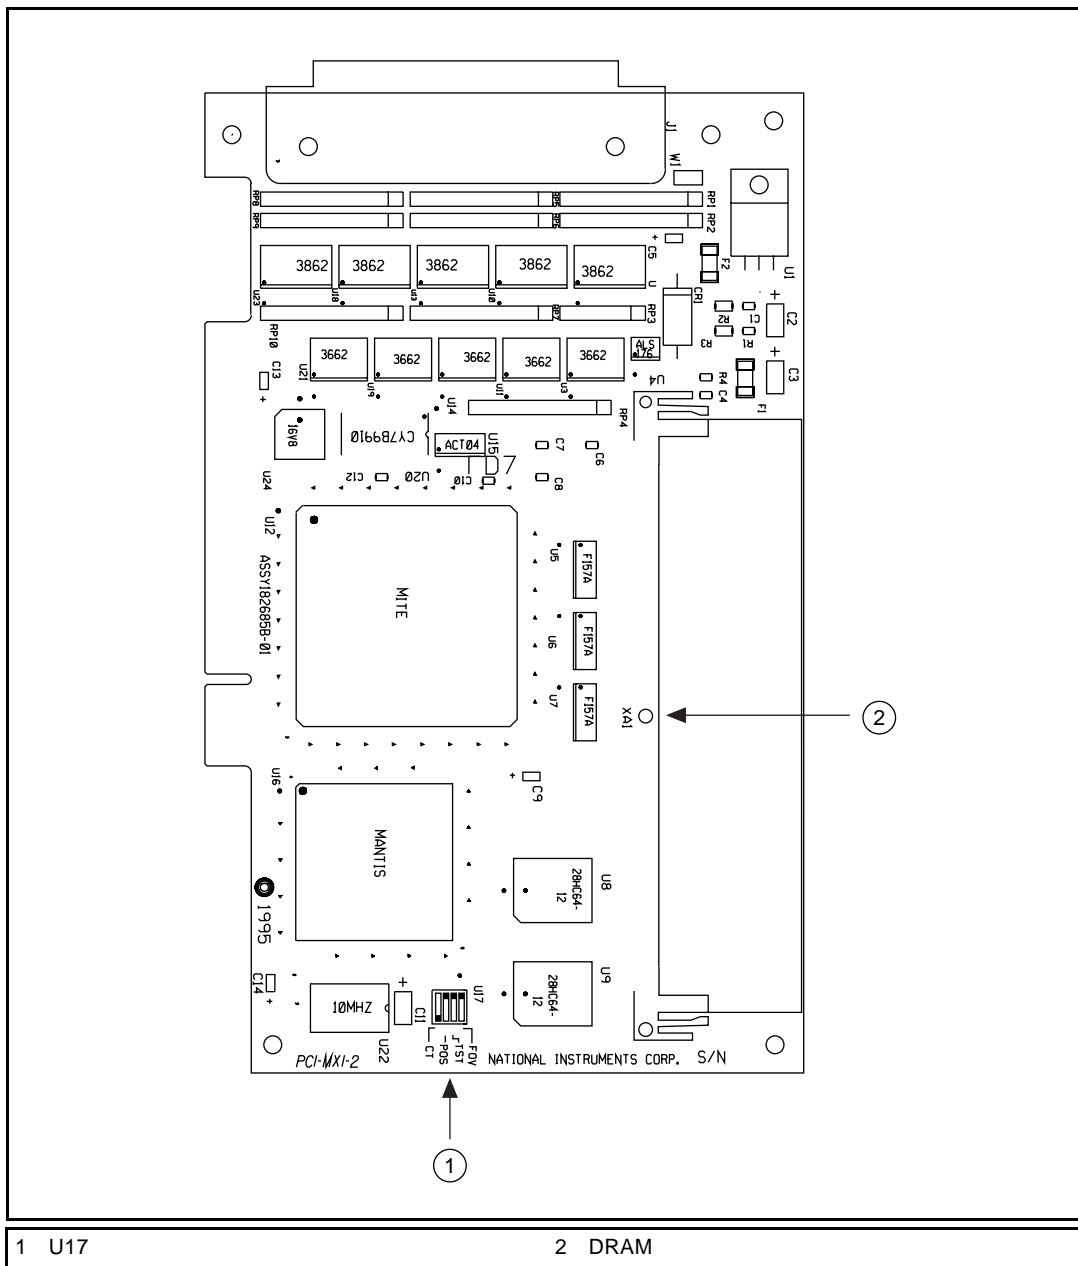 J1
W1
RP8
RP5
RP1
RP9
RP6
RP2
C5
F2
U1
3862
3862
3862
3862
3862
U23
U18
U13
U10
U
CR1
R2
C1
C2
RP10
RP7
RP3
R3
R1
ALS
176
3662
3662
3662
3662
3662
C13
U21
U19
U14
U11
U3
U4
R4
C3
C4
F1
RP4
16V8
CY7B9910
ACT04
U15
C7
C6
U24
C12
U20
C10
C8
U12
ASSY182685B-01
MITE
U5
F157A
U6
F157A
U7
F157A
XA1
2
U16
C9
MANTIS
28HC64-
12
U8
1995
C14
10MHZ
C11
U17
28HC64-
12
U9
U22
CT
POS
TST
FOV
PCI-MXI-2
NATIONAL INSTRUMENTS CORP.
S/N
1
1 U17
2 DRAM